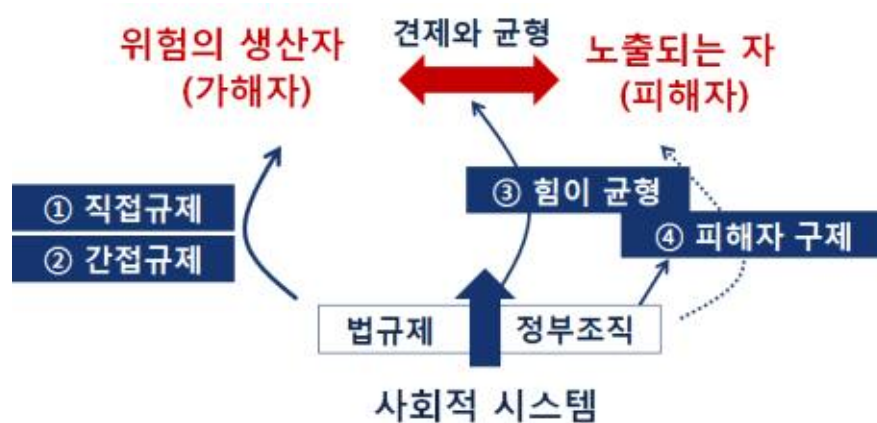 위험의 생산자
(가해자)
견제와 균형
노출되는 자
(피해자)
① 직접규제
② 간접규제
③ 힘이 균형
④ 피해자 구제
법규제
정부조직
사회적 시스템